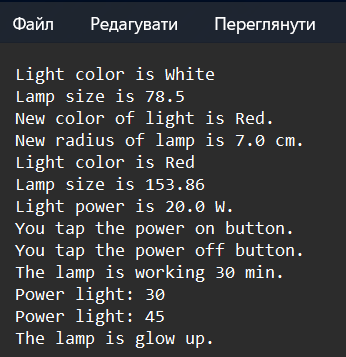 Файл Редагувати Переглянути
Light color is White
Lamp size is 78.5
New color of light is Red.
New radius of lamp is 7.0 cm.
Light color is Red
Lamp size is 153.86
Light power is 20.0 W.
You tap the power on button.
You tap the power off button.
The lamp is working 30 min.
Power light: 30
Power light: 45
The lamp is glow up.